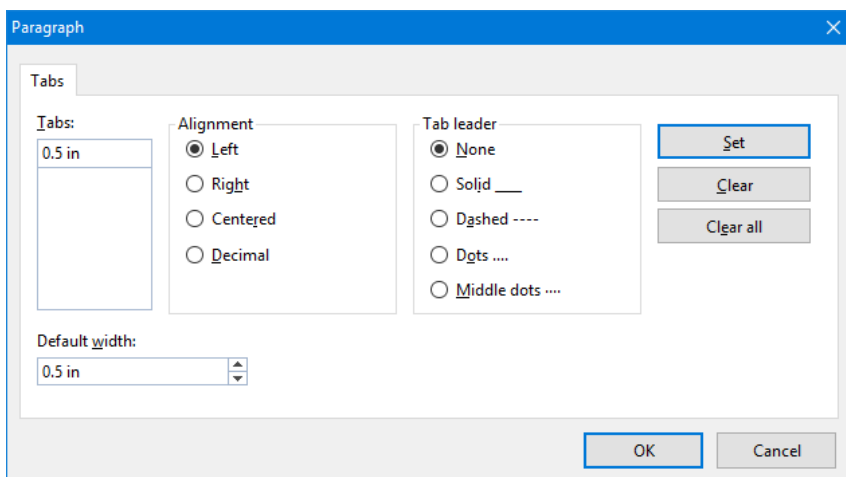 Paragraph
Tabs
Tabs:
0.5 in
Alignment
Left
Right
Centered
Decimal
Tab leader
None
Solid ___
Dashed ----
Dots ....
Middle dots ····
Set
Clear
Clear all
Default width:
0.5 in
OK
Cancel